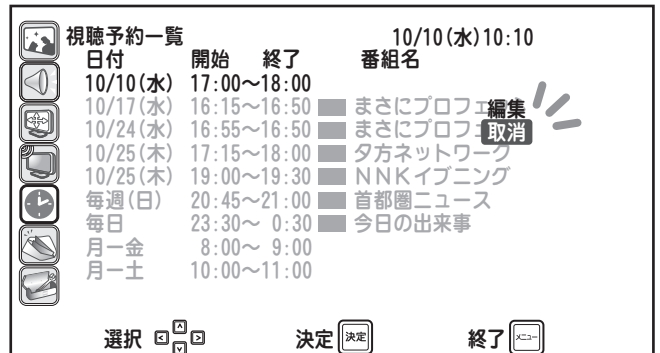 視聴予約一覧 10/10(水)10:10
日付 開始 終了 番組名
10/10(水) 17:00～18:00
10/17(水) 16:15～16:50 まさにプロフェ
編集
10/24(水) 16:55～16:50 まさにプロフ
取消
10/25(木) 17:15～18:00 夕方ネットワーク
10/25(木) 19:00～19:30 NNKイブニング
毎週(日) 20:45～21:00 首都圏ニュース
毎日 23:30～ 0:30 今日の出来事
月ー金 8:00～ 9:00
月ー土 10:00～11:00
選択 決定 決定 終了 メニュー